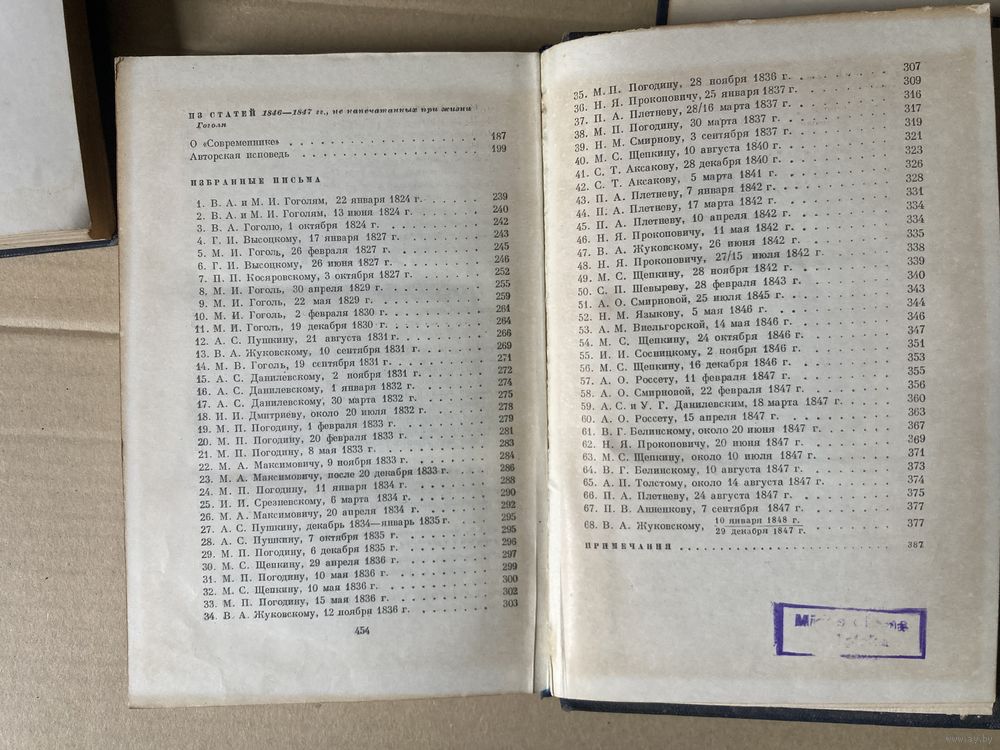 ИЗ СТАТЕЙ 1846—1847 гг., не напечатанных при жизни
Гоголя
О «Современнике» 187
Авторская исповедь 199
ИЗБРАННЫЕ ПИСЬМА
1. В. А. и М. И. Гоголям, 22 января 1824 г. 239
2. В. А. и М. И. Гоголям, 13 июня 1824 г. 240
3. В. А. Гоголю, 1 октября 1824 г. 242
4. Г. И. Высоцкому, 17 января 1827 г. 243
5. М. И. Гоголь, 26 февраля 1827 г. 245
6. Г. И. Высоцкому, 26 июня 1827 г. 246
7. П. П. Косяровскому, 3 октября 1827 г. 252
8. М. И. Гоголь, 30 апреля 1829 г. 255
9. М. И. Гоголь, 22 мая 1829 г. 259
10. М. И. Гоголь, 2 февраля 1830 г. 261
11. М. И. Гоголь, 19 декабря 1830 г. 264
12. А. С. Пушкину, 21 августа 1831 г. 266
13. В. А. Жуковскому, 10 сентября 1831 г. 269
14. М. В. Гоголь, 19 сентября 1831 г. 271
15. А. С. Данилевскому, 2 ноября 1831 г. 272
16. А. С. Данилевскому, 1 января 1832 г. 274
17. А. С. Данилевскому, 30 марта 1832 г. 275
18. И. И. Дмитриеву, около 20 июля 1832 г. 278
19. М. П. Погодину, 1 февраля 1833 г. 279
20. М. П. Погодину, 20 февраля 1833 г. 281
21. М. П. Погодину, 8 мая 1833 г. 283
22. М. А. Максимовичу, 9 ноября 1833 г. 284
23. М. А. Максимовичу, после 20 декабря 1833 г. 286
24. М. П. Погодину, 11 января 1834 г. 288
25. И. И. Срезневскому, 6 марта 1834 г. 290
26. М. А. Максимовичу, 20 апреля 1834 г. 292
27. А. С. Пушкину, декабрь 1834—январь 1835 г. 295
28. А. С. Пушкину, 7 октября 1835 г. 295
29. М. П. Погодину, 6 декабря 1835 г. 296
30. М. С. Щепкину, 29 апреля 1836 г. 297
31. М. П. Погодину, 10 мая 1836 г. 299
32. М. С. Щепкину, 10 мая 1836 г. 300
33. М. П. Погодину, 15 мая 1836 г. 302
34. В. А. Жуковскому, 12 ноября 1836 г. 303
454
35. М. П. Погодину, 28 ноября 1836 г. 307
36. Н. Я. Прокоповичу, 25 января 1837 г. 309
37. П. А. Плетневу, 28/16 марта 1837 г. 316
38. М. П. Погодину, 30 марта 1837 г. 317
39. Н. М. Смирнову, 3 сентября 1837 г. 319
40. М. С. Щепкину, 10 августа 1840 г. 321
41. С. Т. Аксакову, 28 декабря 1840 г. 323
42. С. Т. Аксакову, 5 марта 1841 г. 326
43. П. А. Плетневу, 7 января 1842 г. 328
44. П. А. Плетневу, 17 марта 1842 г. 331
45. П. А. Плетневу, 10 апреля 1842 г. 334
46. Н. Я. Прокоповичу, 11 мая 1842 г. 334
47. В. А. Жуковскому, 26 июня 1842 г. 335
48. Н. Я. Прокоповичу, 27/15 июля 1842 г. 338
49. М. С. Щепкину, 28 ноября 1842 г. 339
50. С. П. Шевыреву, 28 февраля 1843 г. 340
51. А. О. Смирновой, 25 июля 1845 г. 343
52. Н. М. Языкову, 5 мая 1846 г. 344
53. А. М. Виельгорской, 14 мая 1846 г. 346
54. М. С. Щепкину, 24 октября 1846 г. 347
55. И. И. Сосницкому, 2 ноября 1846 г. 351
56. М. С. Щепкину, 16 декабря 1846 г. 353
57. А. О. Россету, 11 февраля 1847 г. 355
58. А. О. Смирновой, 22 февраля 1847 г. 356
59. А. С. и У. Г. Данилевским, 18 марта 1847 г. 360
60. А. О. Россету, 15 апреля 1847 г. 363
61. В. Г. Белинскому, около 20 июня 1847 г. 367
62. Н. Я. Прокоповичу, 20 июня 1847 г. 369
63. М. С. Щепкину, около 10 июля 1847 г. 371
64. В. Г. Белинскому, 10 августа 1847 г. 373
65. А. П. Толстому, около 14 августа 1847 г. 374
66. П. А. Плетневу, 24 августа 1847 г. 375
67. П. В. Анненкову, 7 сентября 1847 г. 377
68. В. А. Жуковскому, 10 января 1848 г. 377
29 декабря 1847 г.
ПРИМЕЧАНИЯ 387
www.ay.by